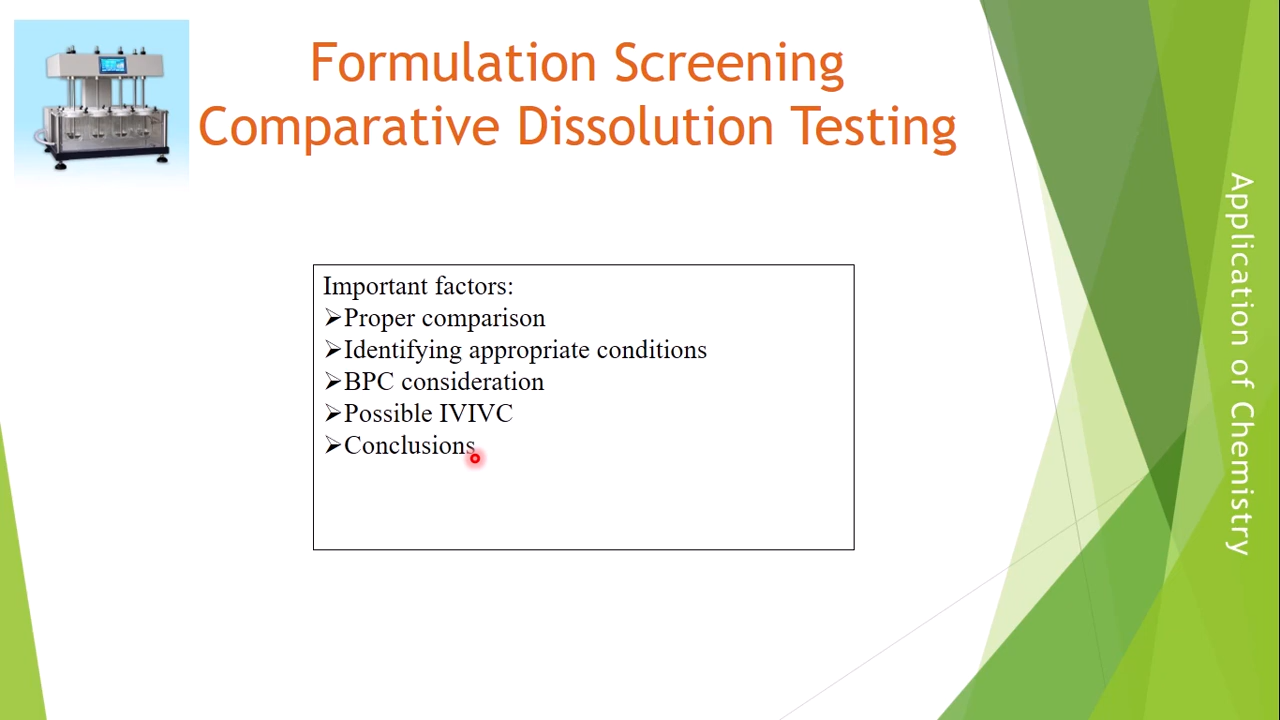 Formulation Screening
Comparative Dissolution Testing
Important factors:
➢Proper comparison
➢Identifying appropriate conditions
➢BPC consideration
➢Possible IVIVC
➢Conclusions
Application of Chemistry